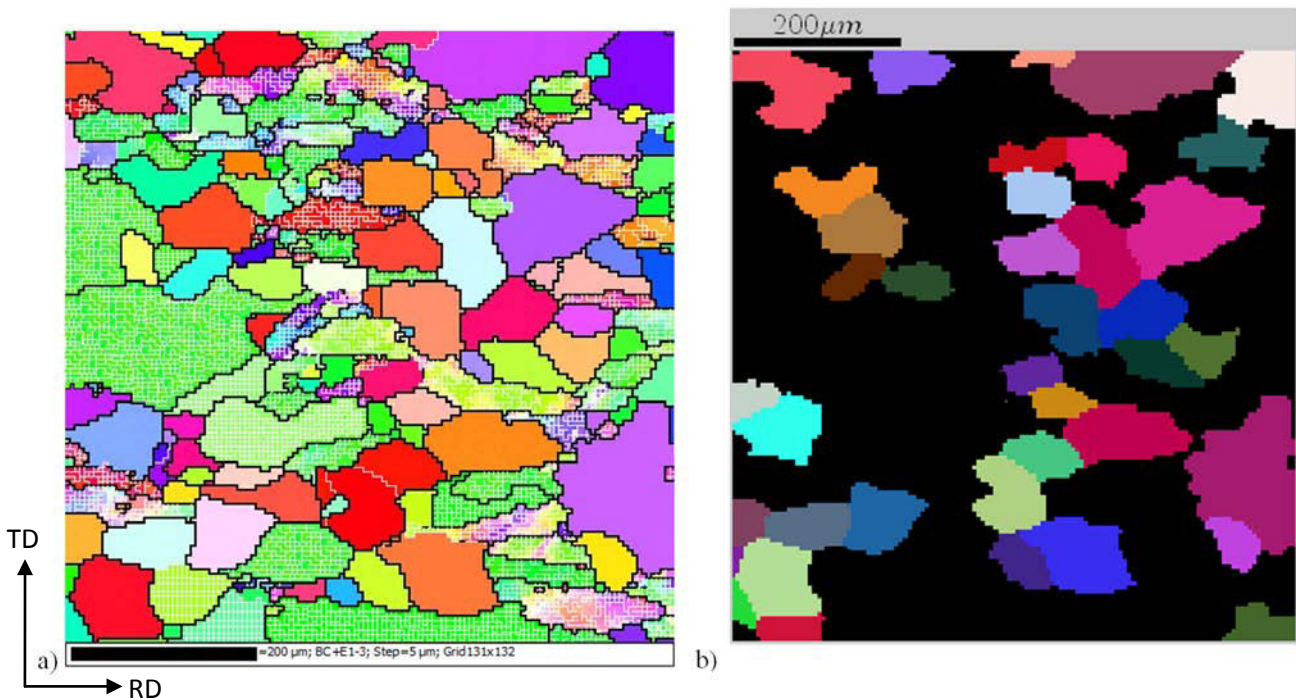 200μm
TD
a)
=200 µm; BC+E1-3; Step=5 µm; Grid131x132
b)
RD